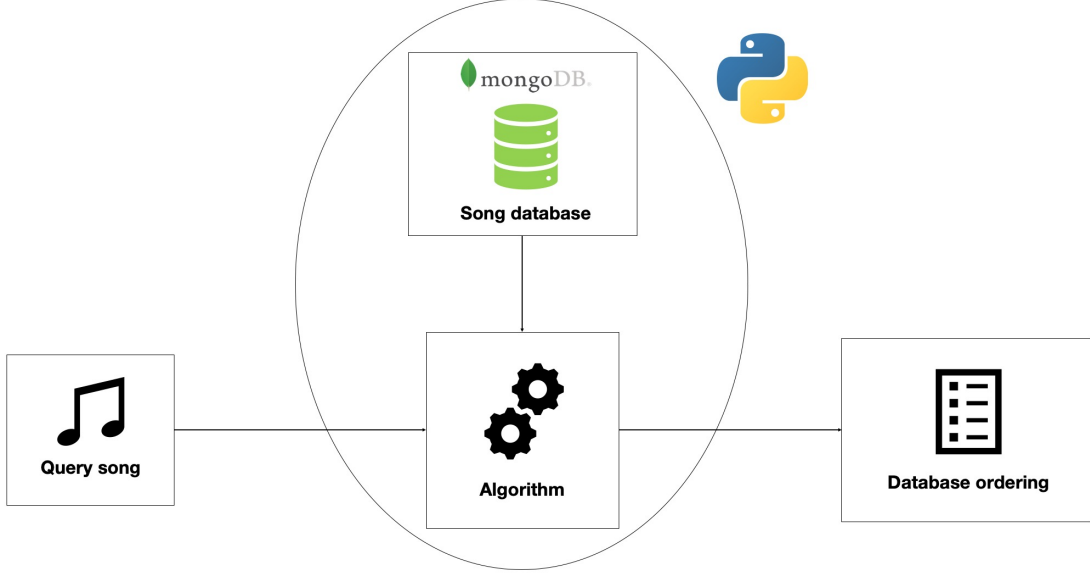 mongoDB.
Song database
Query song
Algorithm
Database ordering